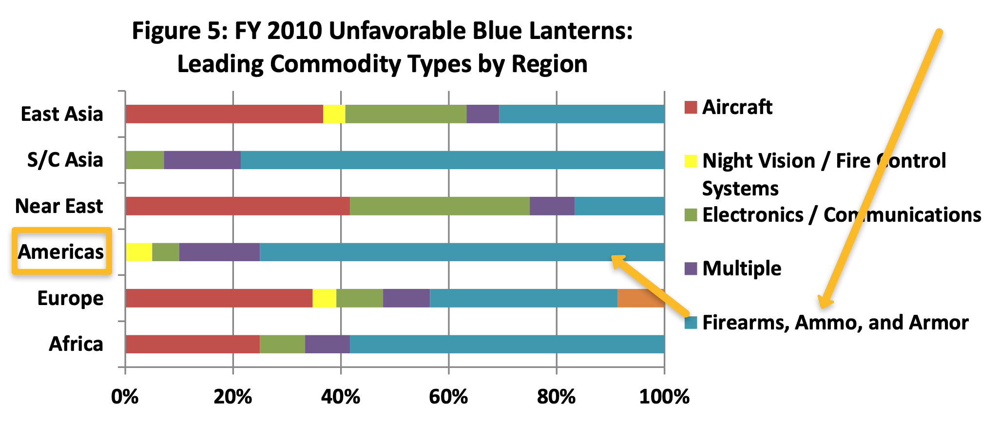 Figure 5: FY 2010 Unfavorable Blue Lanterns:
Leading Commodity Types by Region
East Asia
S/C Asia
Near East
Americas
Europe
Africa
0% 20% 40% 60% 80% 100%
Aircraft
Night Vision / Fire Control
Systems
Electronics / Communications
Multiple
Firearms, Ammo, and Armor